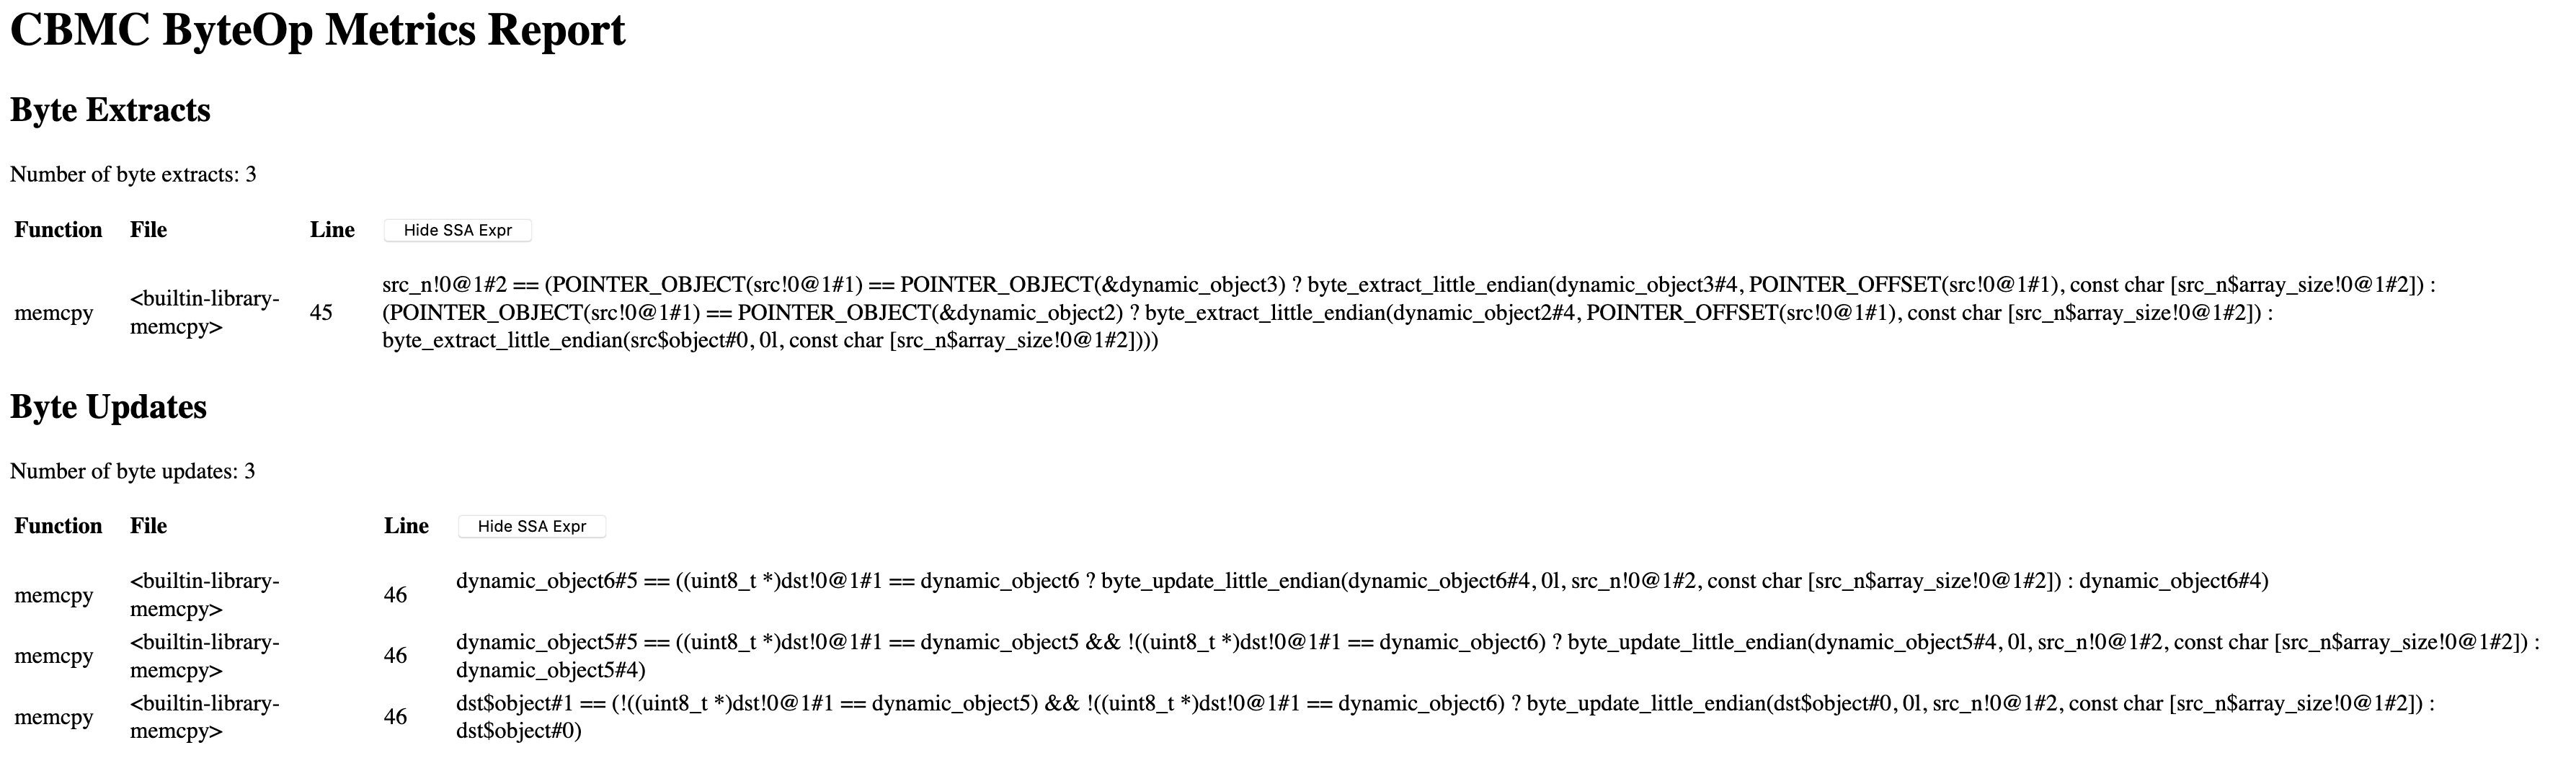 CBMC ByteOp Metrics Report
Byte Extracts
Number of byte extracts: 3
Function File Line Hide SSA Expr
memcpy <builtin-library-memcpy> 45 src_n!0@1#2 == (POINTER_OBJECT(src!0@1#1) == POINTER_OBJECT(&dynamic_object3) ? byte_extract_little_endian(dynamic_object3#4, POINTER_OFFSET(src!0@1#1), const char [src_n$array_size!0@1#2]) :
(POINTER_OBJECT(src!0@1#1) == POINTER_OBJECT(&dynamic_object2) ? byte_extract_little_endian(dynamic_object2#4, POINTER_OFFSET(src!0@1#1), const char [src_n$array_size!0@1#2]) :
byte_extract_little_endian(src$object#0, 0l, const char [src_n$array_size!0@1#2])))
Byte Updates
Number of byte updates: 3
Function File Line Hide SSA Expr
memcpy <builtin-library-memcpy> 46 dynamic_object6#5 == ((uint8_t *)dst!0@1#1 == dynamic_object6 ? byte_update_little_endian(dynamic_object6#4, 0l, src_n!0@1#2, const char [src_n$array_size!0@1#2]) : dynamic_object6#4)
memcpy <builtin-library-memcpy> 46 dynamic_object5#5 == ((uint8_t *)dst!0@1#1 == dynamic_object5 && !((uint8_t *)dst!0@1#1 == dynamic_object6) ? byte_update_little_endian(dynamic_object5#4, 0l, src_n!0@1#2, const char [src_n$array_size!0@1#2]) :
dynamic_object5#4)
memcpy <builtin-library-memcpy> 46 dst$object#1 == (!((uint8_t *)dst!0@1#1 == dynamic_object5) && !((uint8_t *)dst!0@1#1 == dynamic_object6) ? byte_update_little_endian(dst$object#0, 0l, src_n!0@1#2, const char [src_n$array_size!0@1#2]) :
dst$object#0)